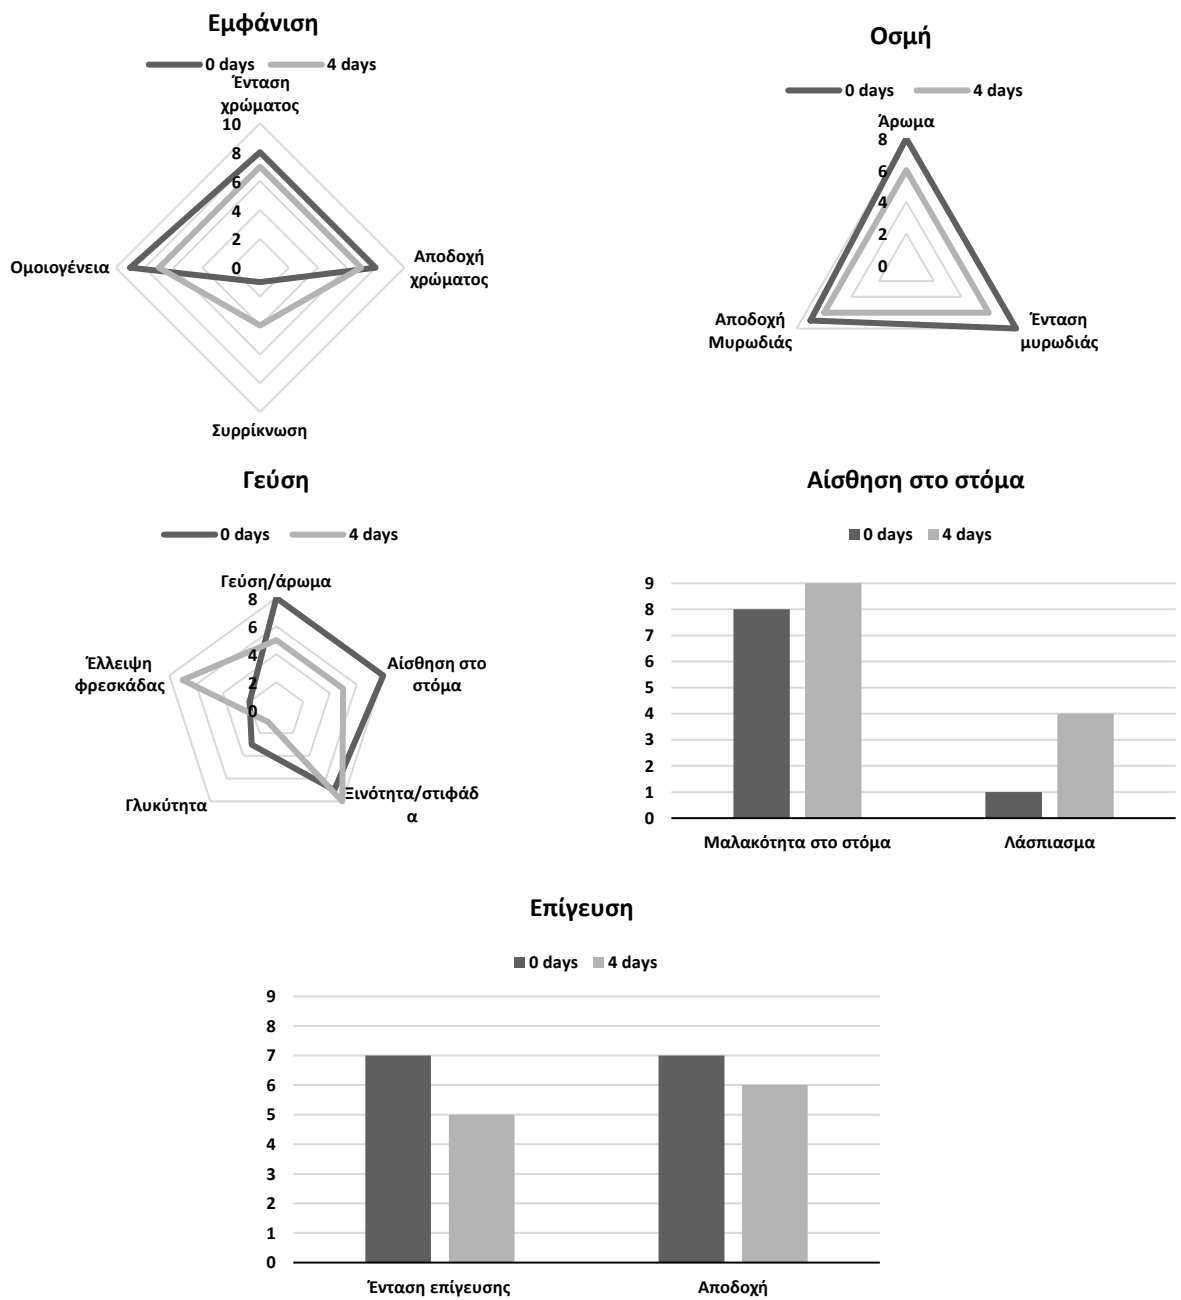 Εμφάνιση
0 days 4 days
Ένταση
χρώματος
10
8
6
4
2
0
Ομοιογένεια
Αποδοχή
χρώματος
Συρρίκνωση
Οσμή
0 days 4 days
Άρωμα
8
6
4
2
0
Αποδοχή
Μυρωδιάς
Ένταση
μυρωδιάς
Γεύση
0 days 4 days
Γεύση/άρωμα
8
6
4
2
0
Έλλειψη
φρεσκάδας
Αίσθηση στο
στόμα
Γλυκύτητα
Ξινότητα/στιφάδ
α
Αίσθηση στο στόμα
0 days 4 days
9
8
7
6
5
4
3
2
1
0
Μαλακότητα στο στόμα Λάσπιασμα
Επίγευση
0 days 4 days
9
8
7
6
5
4
3
2
1
0
Ένταση επίγευσης Αποδοχή